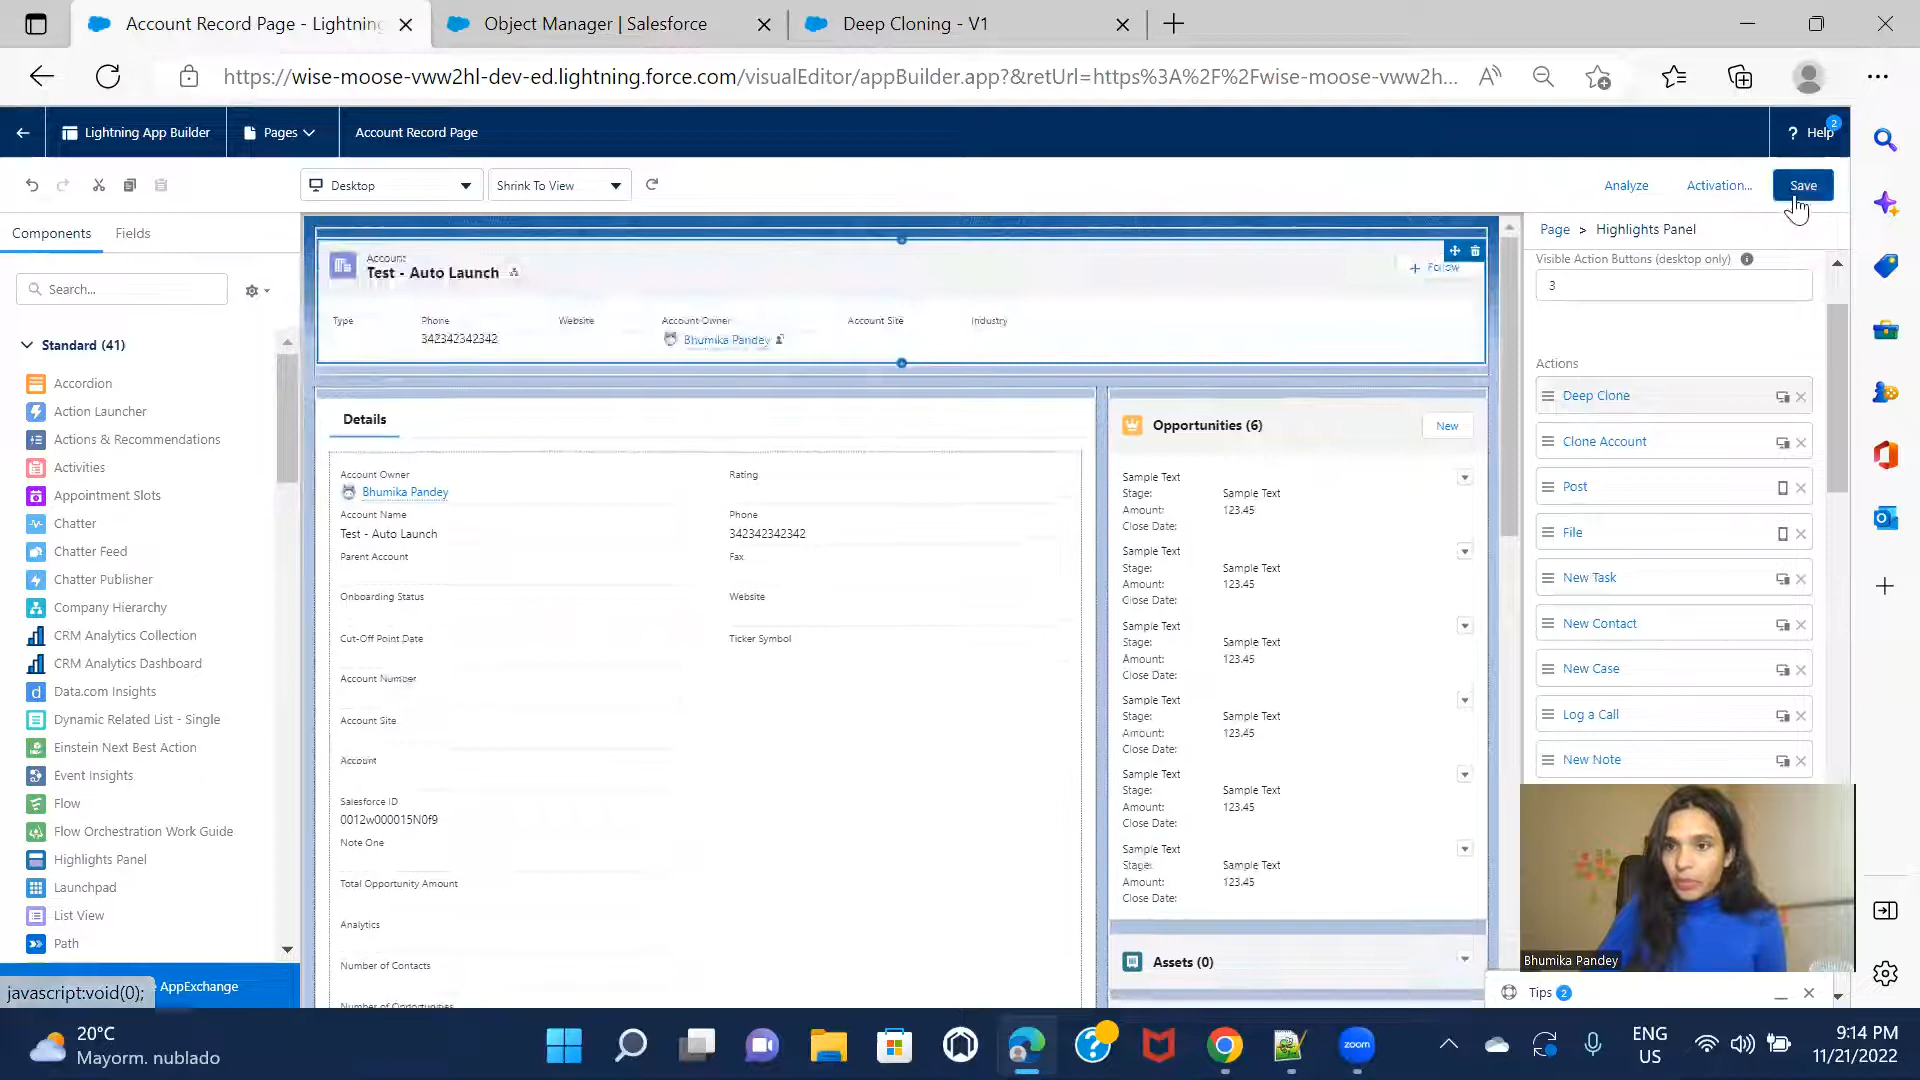 Account Record Page - Lightning
Object Manager | Salesforce
Deep Cloning - V1
https://wise-moose-vww2hl-dev-ed.lightning.force.com/visualEditor/appBuilder.app?&retUrl=https%3A%2F%2Fwise-moose-vww2h...
Lightning App Builder
Pages
Account Record Page
? Help
2
Desktop
Shrink To View
Analyze
Activation...
Save
Components
Fields
Search...
Standard (41)
Accordion
Action Launcher
Actions & Recommendations
Activities
Appointment Slots
Chatter
Chatter Feed
Chatter Publisher
Company Hierarchy
CRM Analytics Collection
CRM Analytics Dashboard
Data.com Insights
Dynamic Related List - Single
Einstein Next Best Action
Event Insights
Flow
Flow Orchestration Work Guide
Highlights Panel
Launchpad
List View
Path
AppExchange
javascript:void(0);
Account
Test - Auto Launch
Follow
Type
Phone
Website
Account Owner
Account Site
Industry
342342342342
Bhumika Pandey
Details
Account Owner
Bhumika Pandey
Rating
Account Name
Test - Auto Launch
Phone
342342342342
Parent Account
Fax
Onboarding Status
Website
Cut-Off Point Date
Ticker Symbol
Account Number
Account Site
Account
Salesforce ID
0012w000015N0f9
Note One
Total Opportunity Amount
Analytics
Number of Contacts
Number of Opportunities
Opportunities (6)
New
Sample Text
Stage: Sample Text
Amount: 123.45
Close Date:
Sample Text
Stage: Sample Text
Amount: 123.45
Close Date:
Sample Text
Stage: Sample Text
Amount: 123.45
Close Date:
Sample Text
Stage: Sample Text
Amount: 123.45
Close Date:
Sample Text
Stage: Sample Text
Amount: 123.45
Close Date:
Sample Text
Stage: Sample Text
Amount: 123.45
Close Date:
Assets (0)
Page > Highlights Panel
Visible Action Buttons (desktop only)
3
Actions
Deep Clone
Clone Account
Post
File
New Task
New Contact
New Case
Log a Call
New Note
Bhumika Pandey
Tips 2
20°C
Mayorm. nublado
zoom
ENG
US
9:14 PM
11/21/2022